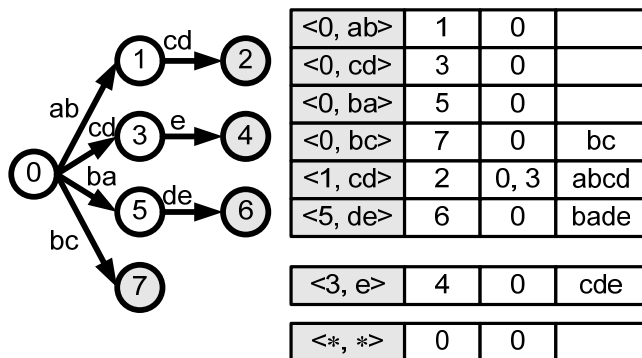 cd
1
2
ab
cd
e
3
4
0
ba
de
5
6
bc
7
<0, ab> 1 0
<0, cd> 3 0
<0, ba> 5 0
<0, bc> 7 0 bc
<1, cd> 2 0, 3 abcd
<5, de> 6 0 bade
<3, e> 4 0 cde
<*, *> 0 0